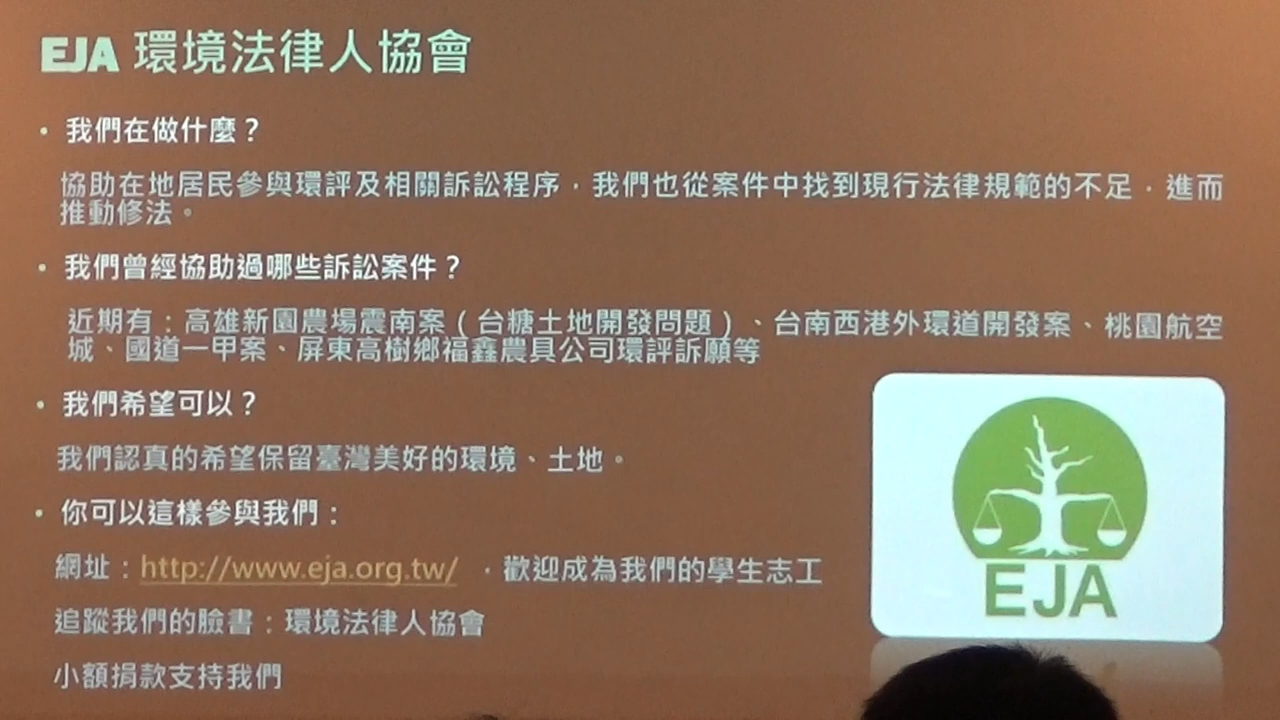 EJA 環境法律人協會
• 我們在做什麼？
協助在地居民參與環評及相關訴訟程序，我們也從案件中找到現行法律規範的不足，進而
推動修法。
• 我們曾經協助過哪些訴訟案件？
近期有：高雄新園農場震南案（台糖土地開發問題）、台南西港外環道開發案、桃園航空
城、國道一甲案、屏東高樹鄉福鑫農具公司環評訴願等
• 我們希望可以？
我們認真的希望保留臺灣美好的環境、土地。
• 你可以這樣參與我們：
網址：http://www.eja.org.tw/ ，歡迎成為我們的學生志工
追蹤我們的臉書：環境法律人協會
小額捐款支持我們
EJA